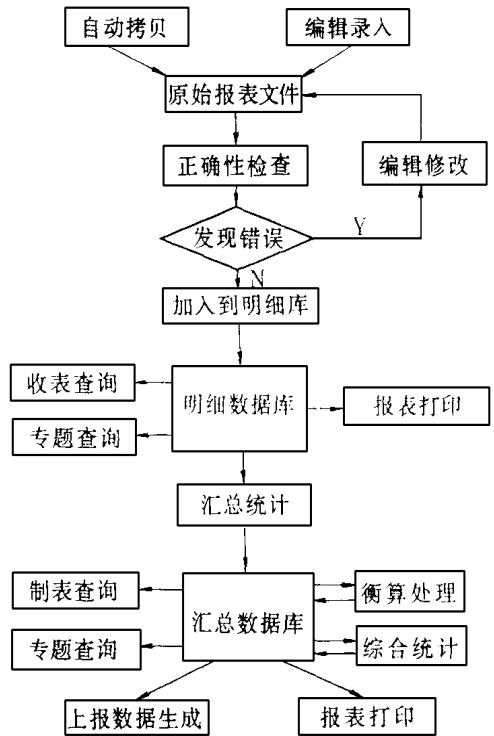 自动拷贝
编辑录入
原始报表文件
正确性检查
编辑修改
发现错误
Y
N
加入到明细库
收表查询
明细数据库
报表打印
专题查询
汇总统计
制表查询
汇总数据库
衡算处理
专题查询
综合统计
上报数据生成
报表打印